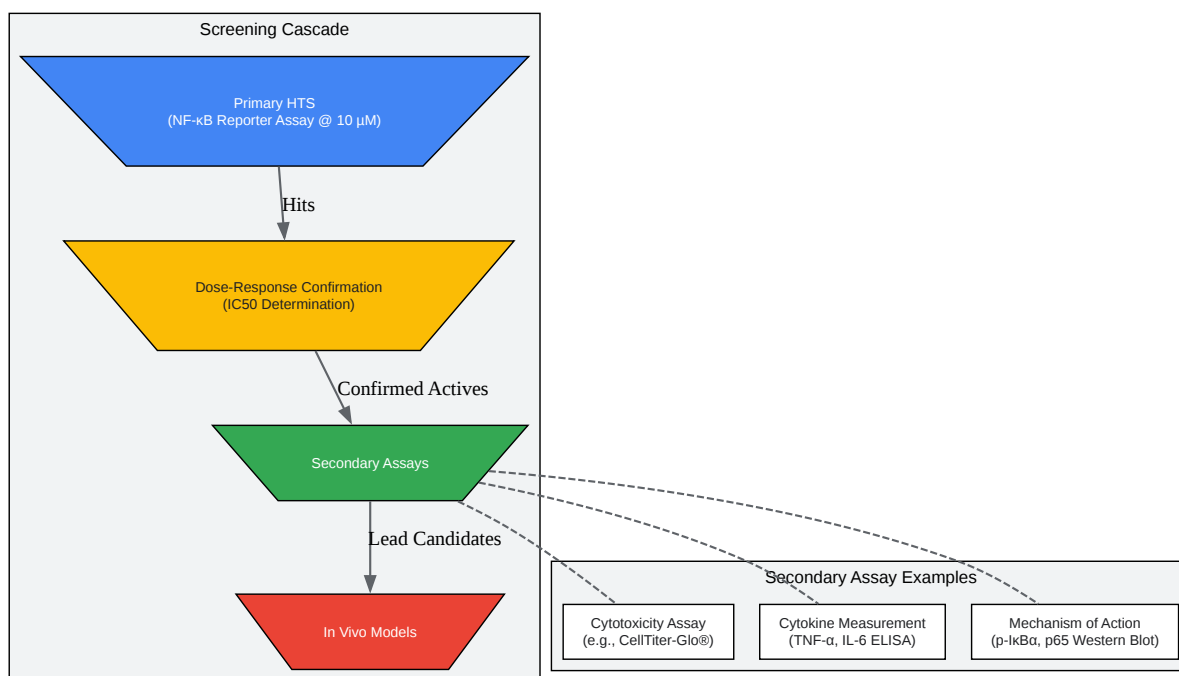 Screening Cascade
Primary HTS
(NF-κB Reporter Assay @ 10 µM)
Hits
Dose-Response Confirmation
(IC50 Determination)
Confirmed Actives
Secondary Assays
Lead Candidates
In Vivo Models
Secondary Assay Examples
Cytotoxicity Assay
(e.g., CellTiter-Glo®)
Cytokine Measurement
(TNF-α, IL-6 ELISA)
Mechanism of Action
(p-IκBα, p65 Western Blot)